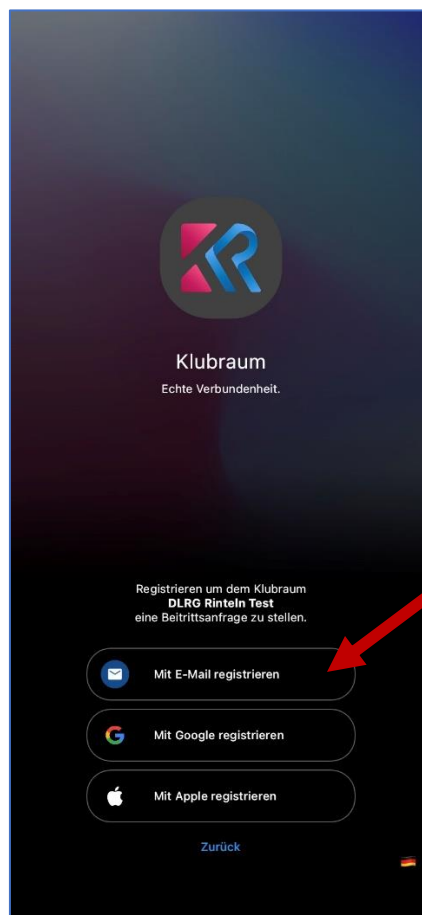 KR
Klubraum
Echte Verbundenheit.
Registrieren um dem Klubraum
DLRG Rinteln Test
eine Beitrittsanfrage zu stellen.
Mit E-Mail registrieren
Mit Google registrieren
Mit Apple registrieren
Zurück